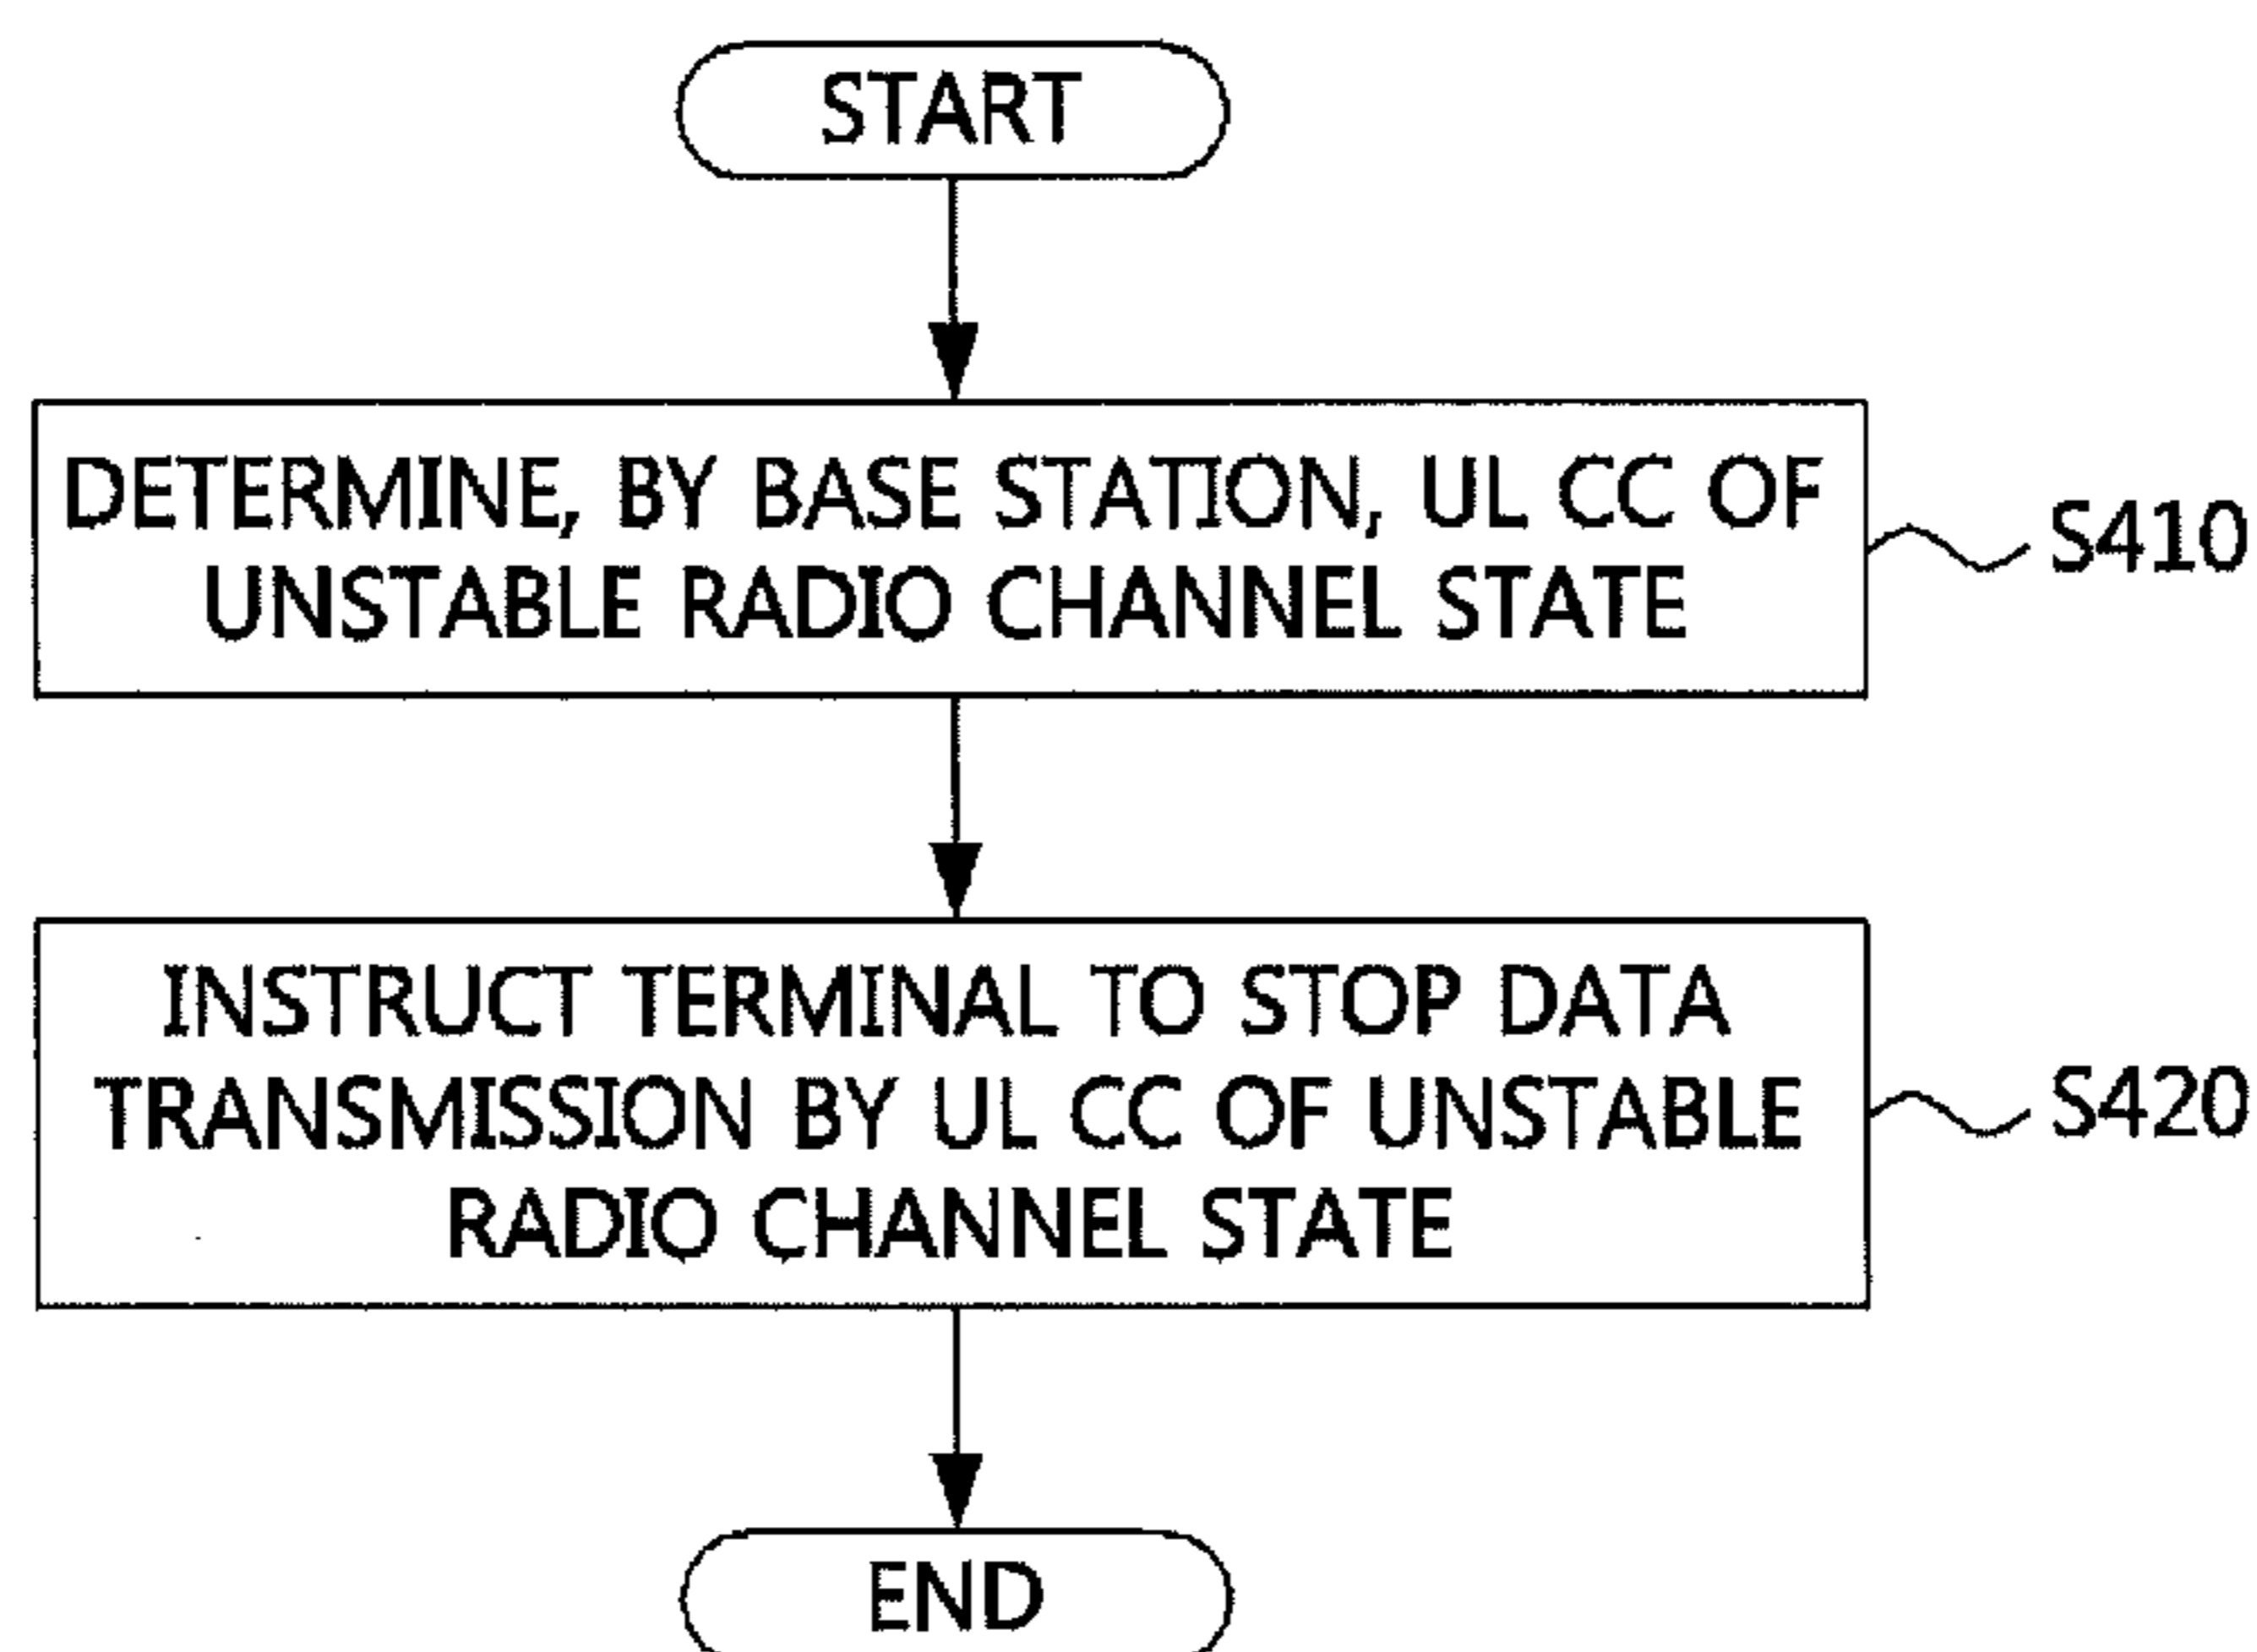 START
DETERMINE, BY BASE STATION, UL CC OF
UNSTABLE RADIO CHANNEL STATE
S410
INSTRUCT TERMINAL TO STOP DATA
TRANSMISSION BY UL CC OF UNSTABLE
RADIO CHANNEL STATE
S420
END